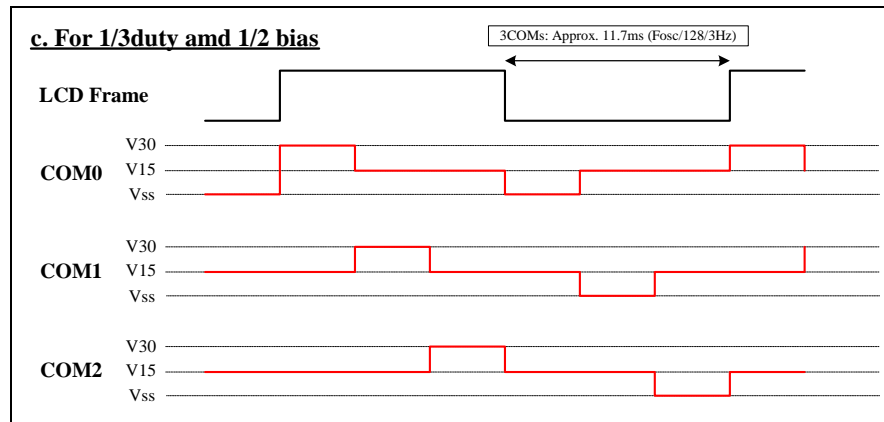 c. For 1/3duty amd 1/2 bias
3COMs: Approx. 11.7ms (Fosc/128/3Hz)
LCD Frame
V30
COM0 V15
Vss
V30
COM1 V15
Vss
V30
COM2 V15
Vss